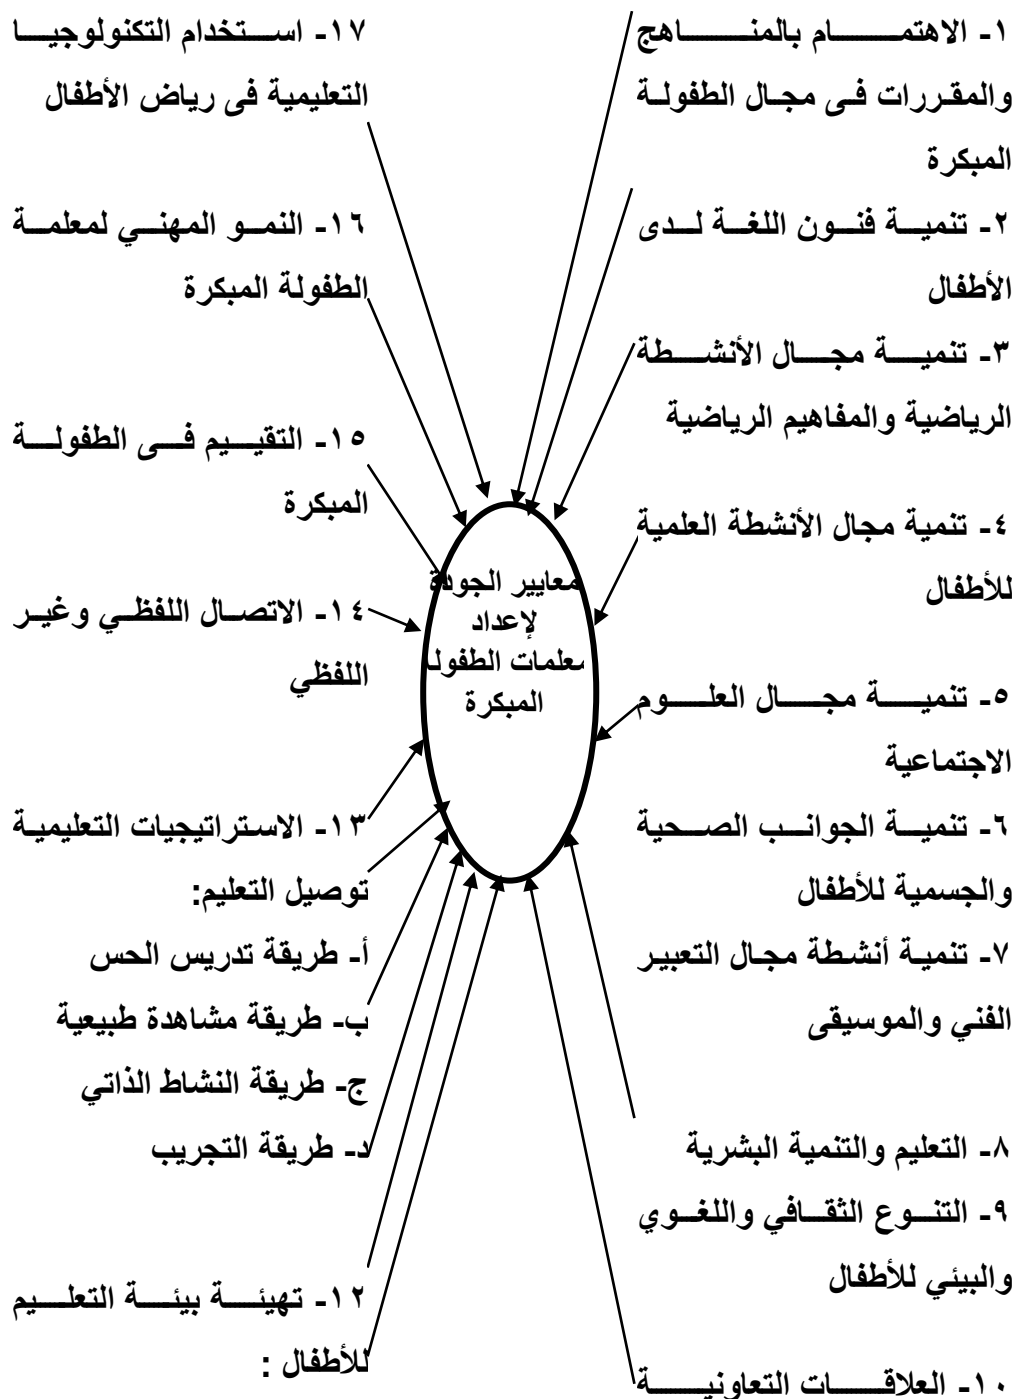 ١- الاهتمام بالمناهج
والمقررات فى مجال الطفولة
المبكرة
٢- تنمية فنون اللغة لدى
الأطفال
٣- تنمية مجال الأنشطة
الرياضية والمفاهيم الرياضية
٤- تنمية مجال الأنشطة العلمية
للأطفال
٥- تنمية مجال العلوم
الاجتماعية
٦- تنمية الجوانب الصحية
والجسمية للأطفال
٧- تنمية أنشطة مجال التعبير
الفني والموسيقى
٨- التعليم والتنمية البشرية
٩- التنوع الثقافي واللغوي
والبيئي للأطفال
١٠- العلاقات التعاونية
معايير الجودة
لإعداد
معلمات الطفولة
المبكرة
١٧- استخدام التكنولوجيا
التعليمية فى رياض الأطفال
١٦- النمو المهني لمعلمة
الطفولة المبكرة
١٥- التقييم فى الطفولة
المبكرة
١٤- الاتصال اللفظي وغير
اللفظي
١٣- الاستراتيجيات التعليمية
توصيل التعليم:
أ- طريقة تدريس الحس
ب- طريقة مشاهدة طبيعية
ج- طريقة النشاط الذاتي
د- طريقة التجريب
١٢- تهيئة بيئة التعليم
للأطفال :